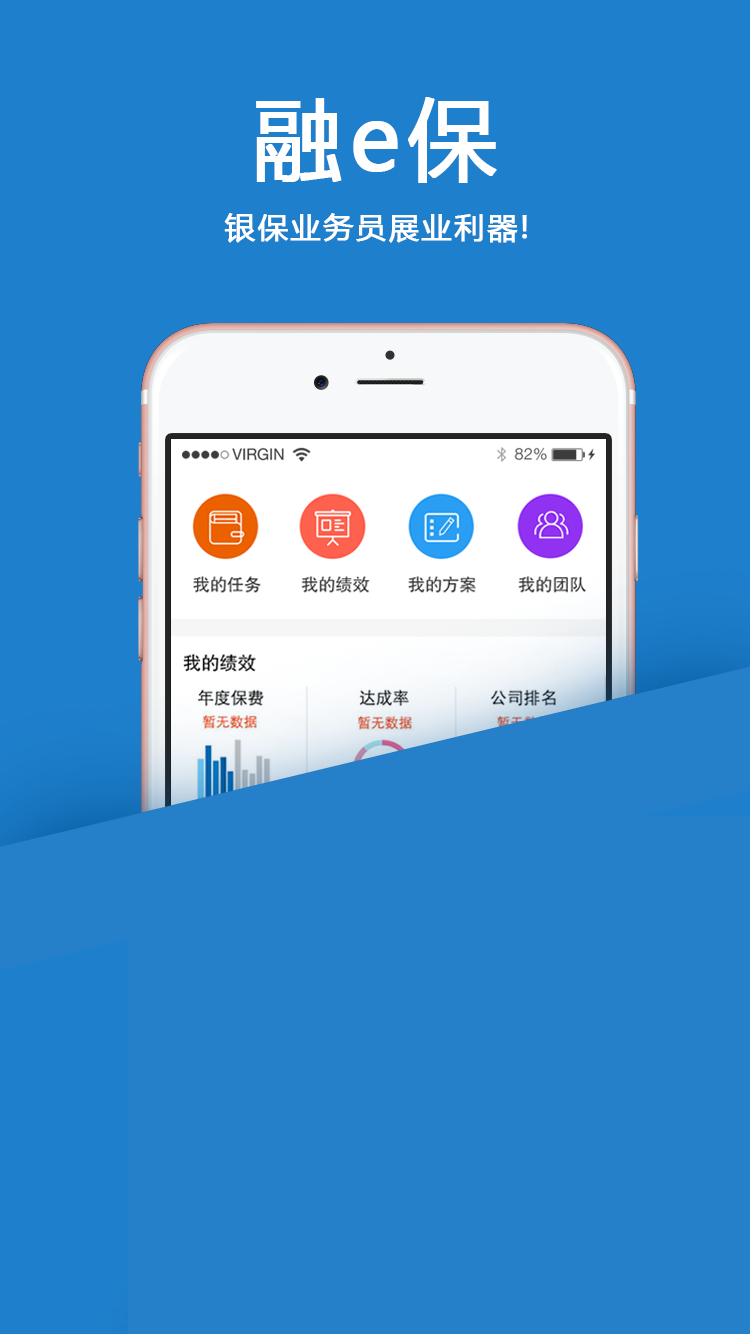 融e保
银保业务员展业利器!
VIRGIN 82%
我的任务 我的绩效 我的方案 我的团队
我的绩效
年度保费 达成率 公司排名
暂无数据 暂无数据 暂无